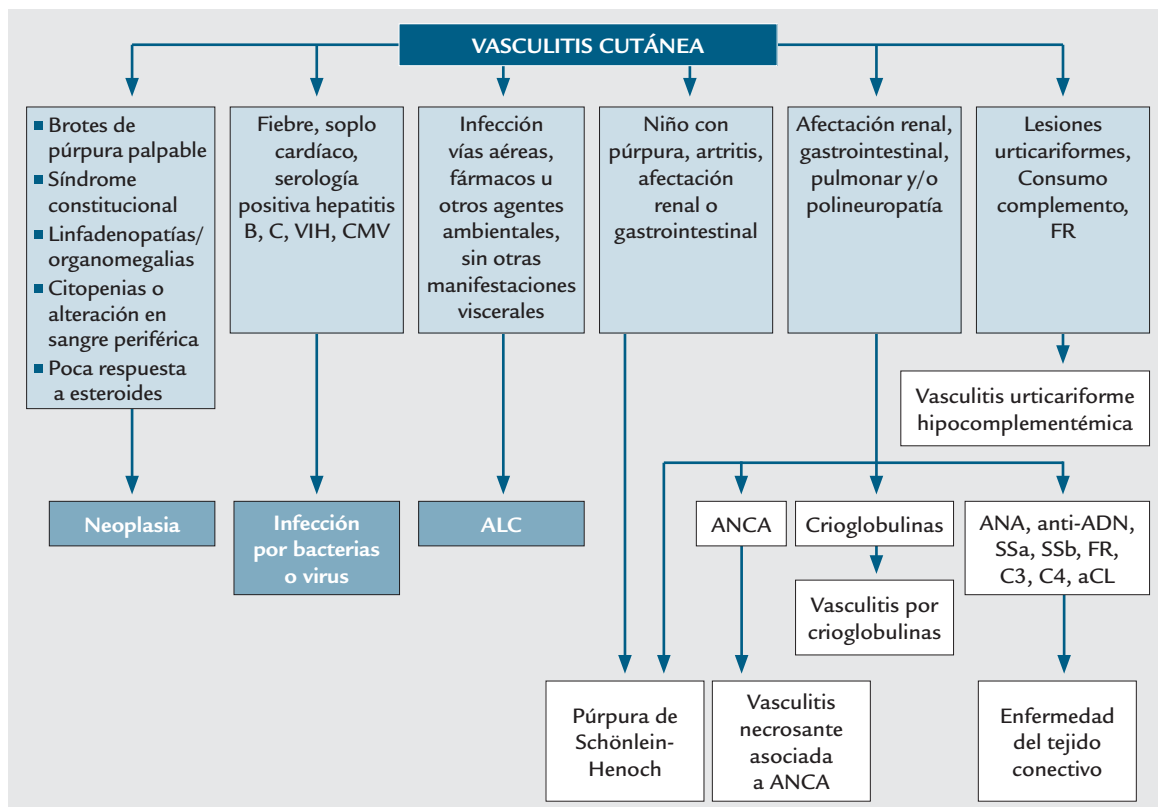 VASCULITIS CUTÁNEA
Brotes de
púrpura palpable
Síndrome
constitucional
Linfadenopatías/
organomegalias
Citopenias o
alteración en
sangre periférica
Poca respuesta
a esteroides
Fiebre, soplo
cardíaco,
serología
positiva hepatitis
B, C, VIH, CMV
Infección
vías aéreas,
fármacos u
otros agentes
ambientales,
sin otras
manifestaciones
viscerales
Niño con
púrpura, artritis,
afectación
renal o
gastrointestinal
Afectación renal,
gastrointestinal,
pulmonar y/o
polineuropatía
Lesiones
urticariformes,
Consumo
complemento,
FR
Vasculitis urticariforme
hipocomplementémica
Neoplasia
Infección
por bacterias
o virus
ALC
ANCA
Crioglobulinas
ANA, anti-ADN,
SSa, SSb, FR,
C3, C4, aCL
Vasculitis por
crioglobulinas
Púrpura de
Schönlein-
Henoch
Vasculitis
necrosante
asociada
a ANCA
Enfermedad
del tejido
conectivo